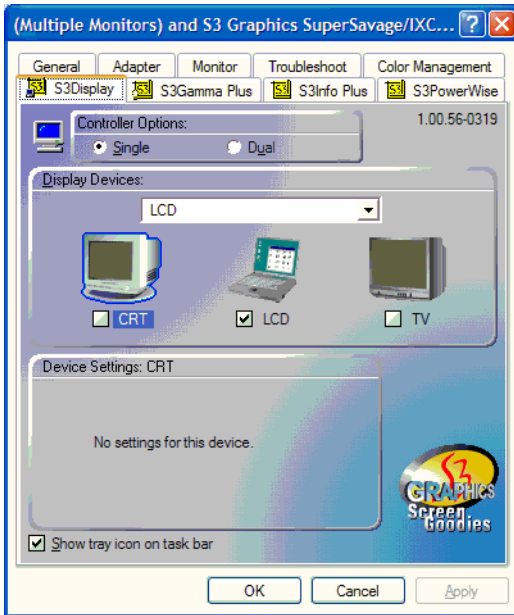 (Multiple Monitors) and S3 Graphics SuperSavage/IXC...
General Adapter Monitor Troubleshoot Color Management
S3Display S3Gamma Plus S3Info Plus S3PowerWise
Controller Options: 1.00.56-0319
Single Dual
Display Devices:
LCD
CRT LCD TV
Device Settings: CRT
No settings for this device.
S3
GRAPHICS
Screen
Goodies
Show tray icon on task bar
OK Cancel Apply